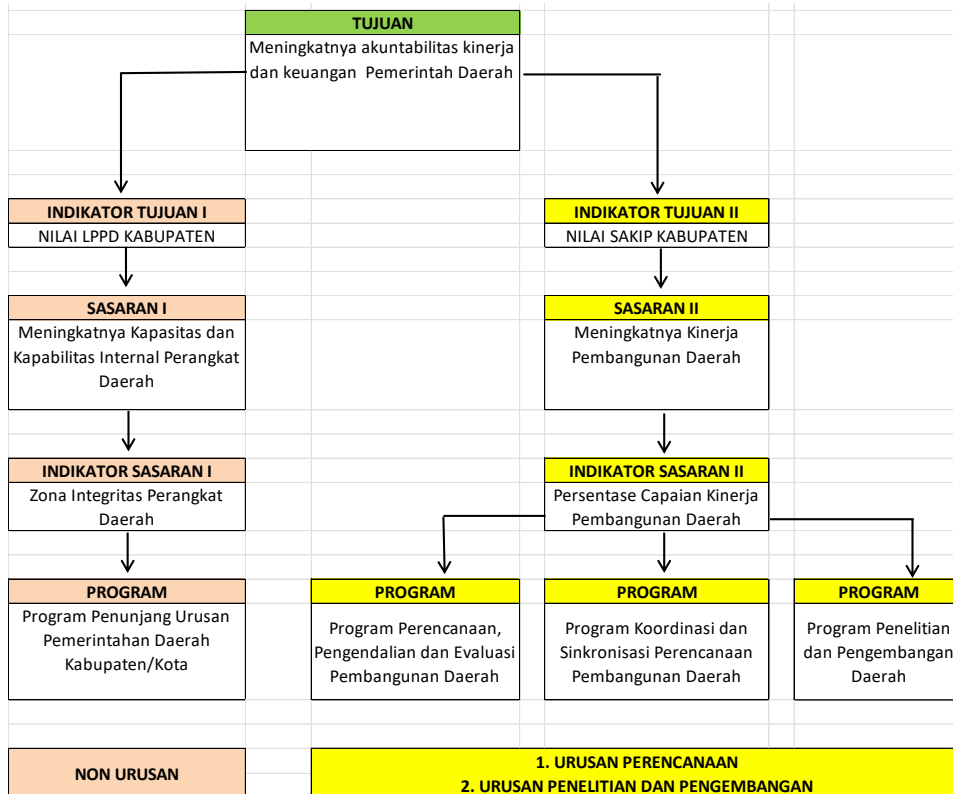 TUJUAN
Meningkatnya akuntabilitas kinerja
dan keuangan Pemerintah Daerah
INDIKATOR TUJUAN I
NILAI LPPD KABUPATEN
INDIKATOR TUJUAN II
NILAI SAKIP KABUPATEN
SASARAN I
Meningkatnya Kapasitas dan
Kapabilitas Internal Perangkat
Daerah
SASARAN II
Meningkatnya Kinerja
Pembangunan Daerah
INDIKATOR SASARAN I
Zona Integritas Perangkat
Daerah
INDIKATOR SASARAN II
Persentase Capaian Kinerja
Pembangunan Daerah
PROGRAM
Program Penunjang Urusan
Pemerintahan Daerah
Kabupaten/Kota
PROGRAM
Program Perencanaan,
Pengendalian dan Evaluasi
Pembangunan Daerah
PROGRAM
Program Koordinasi dan
Sinkronisasi Perencanaan
Pembangunan Daerah
PROGRAM
Program Penelitian
dan Pengembangan
Daerah
NON URUSAN
1. URUSAN PERENCANAAN
2. URUSAN PENELITIAN DAN PENGEMBANGAN